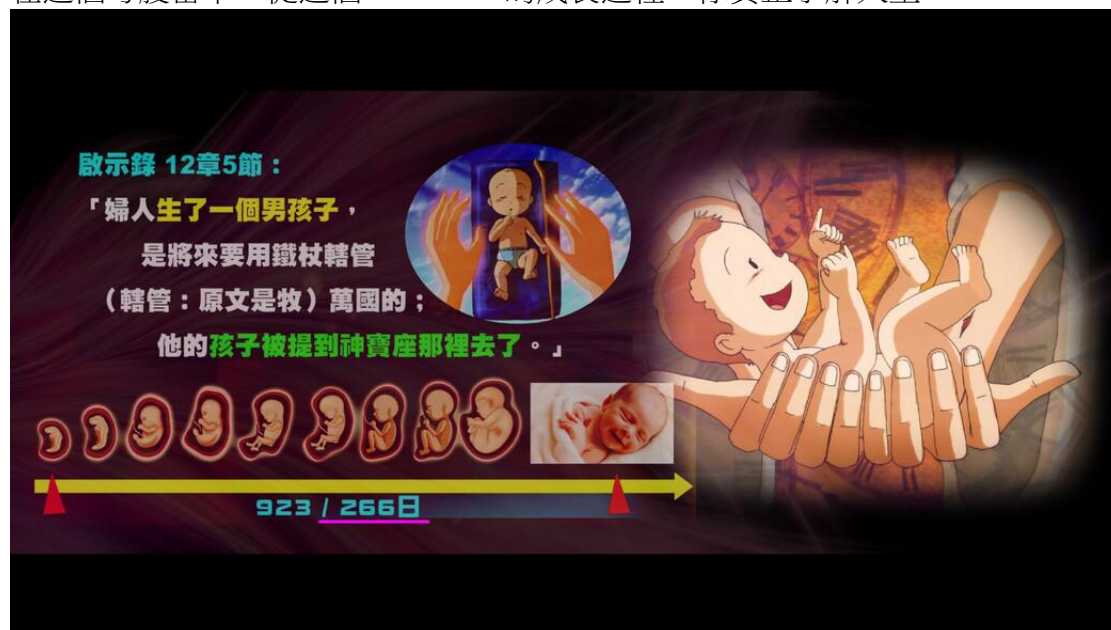 啟示錄 12章5節：
「婦人生了一個男孩子，
是將來要用鐵杖轄管
（轄管：原文是牧）萬國的；
他的孩子被提到神寶座那裡去了。」
923 / 266日